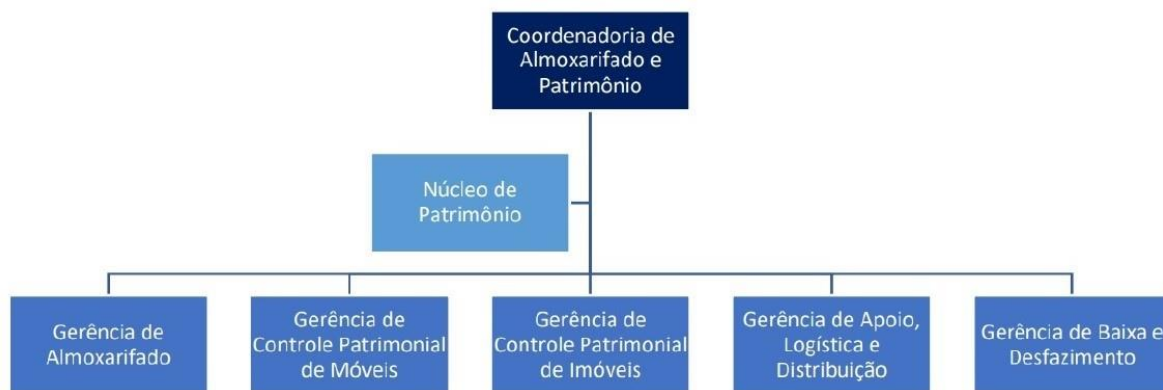 Coordenadoria de
Almoxarifado e
Patrimônio
Núcleo de
Patrimônio
Gerência de
Almoxarifado
Gerência de
Controle Patrimonial
de Móveis
Gerência de
Controle Patrimonial
de Imóveis
Gerência de Apoio,
Logística e
Distribuição
Gerência de Baixa e
Desfazimento